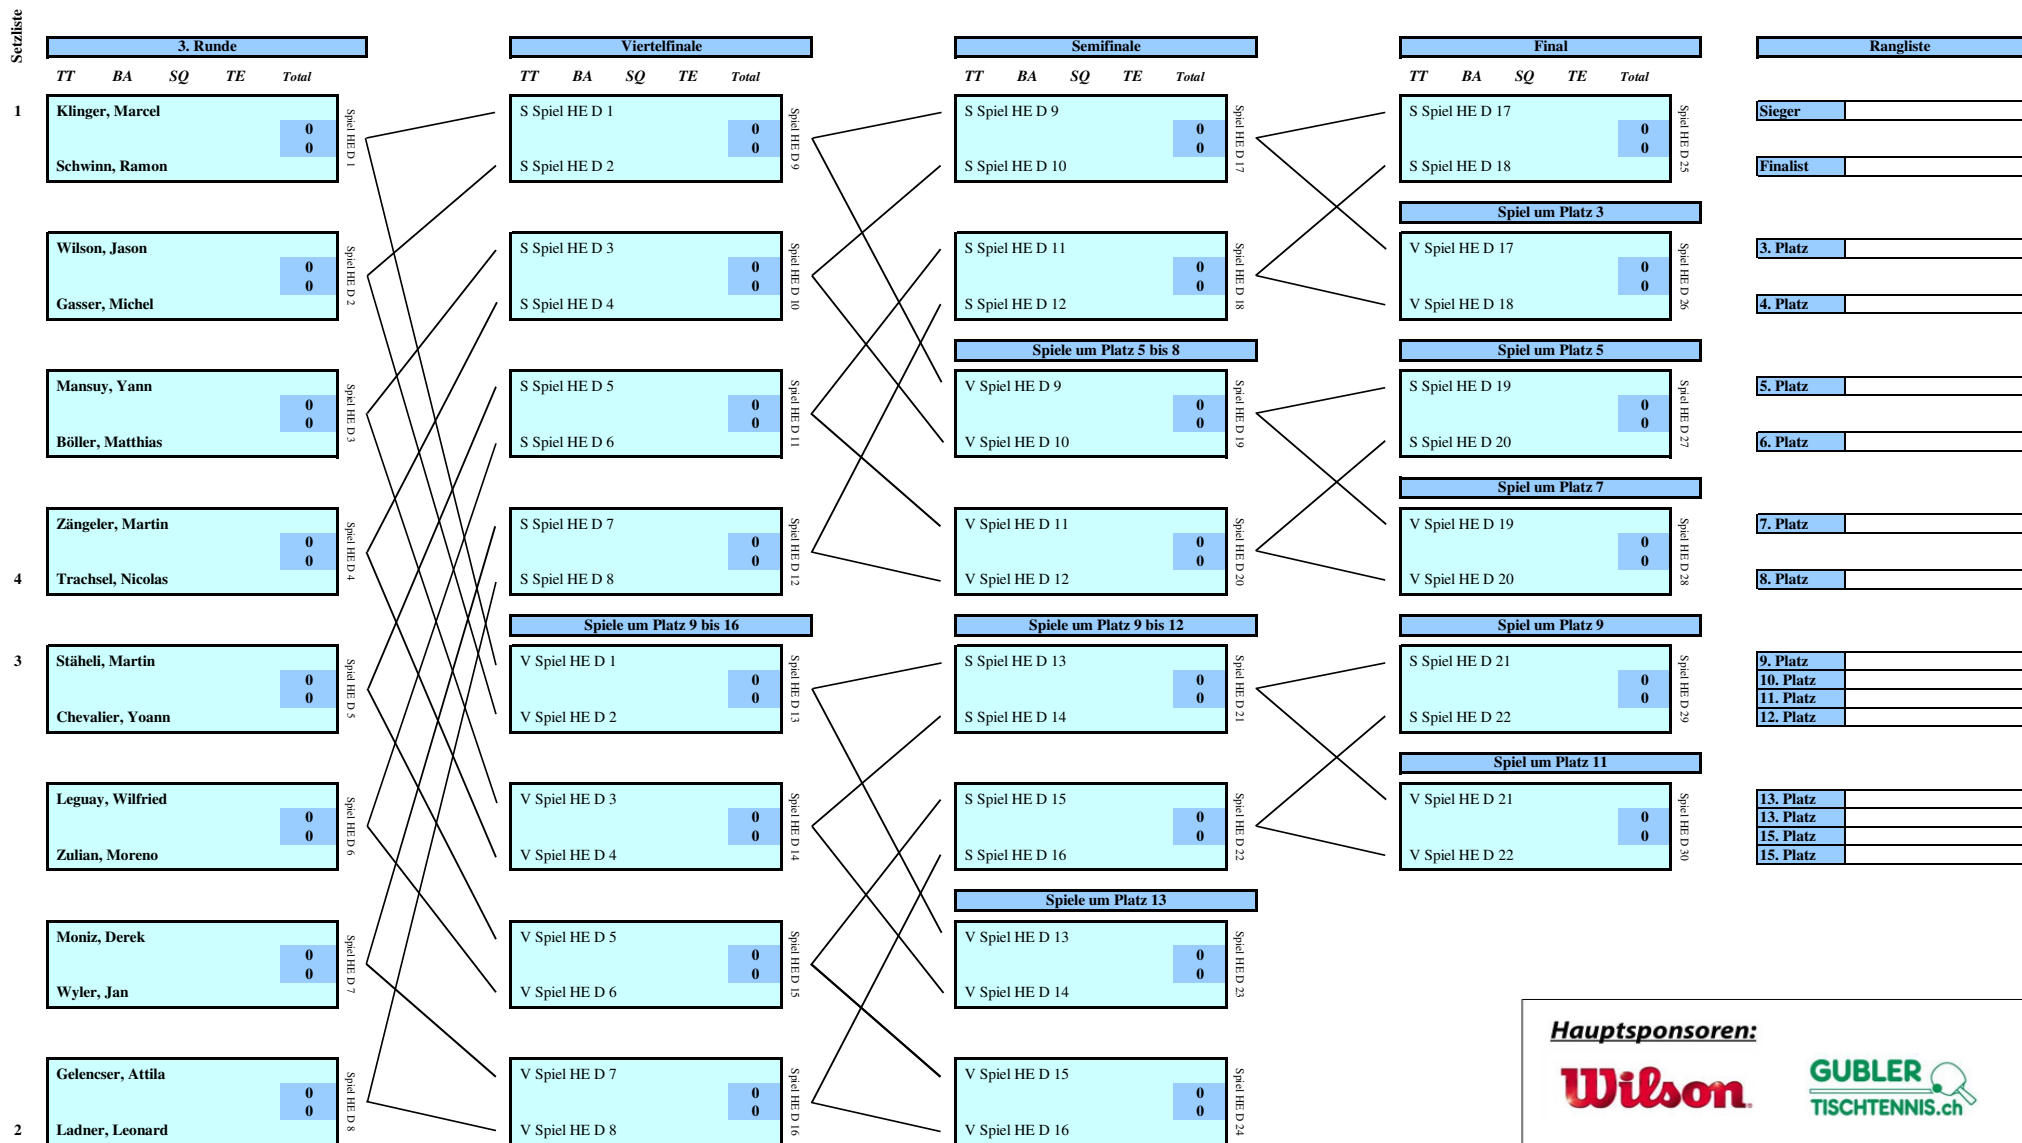 Setzliste
3. Runde
Viertelfinale
Semifinale
Final
Rangliste
TT BA SQ TE Total
TT BA SQ TE Total
TT BA SQ TE Total
TT BA SQ TE Total
1
Klinger, Marcel
0
0
Schwinn, Ramon
Spiel HE D 1
S Spiel HE D 1
0
0
S Spiel HE D 2
Spiel HE D 9
S Spiel HE D 9
0
0
S Spiel HE D 10
Spiel HE D 17
S Spiel HE D 17
0
0
S Spiel HE D 18
Spiel HE D 25
Sieger
Finalist
Wilson, Jason
0
0
Gasser, Michel
Spiel HE D 2
S Spiel HE D 3
0
0
S Spiel HE D 4
Spiel HE D 10
S Spiel HE D 11
0
0
S Spiel HE D 12
Spiel HE D 18
Spiel um Platz 3
V Spiel HE D 17
0
0
V Spiel HE D 18
Spiel HE D 26
3. Platz
4. Platz
Mansuy, Yann
0
0
Böller, Matthias
Spiel HE D 3
S Spiel HE D 5
0
0
S Spiel HE D 6
Spiel HE D 11
Spiele um Platz 5 bis 8
V Spiel HE D 9
0
0
V Spiel HE D 10
Spiel HE D 19
Spiel um Platz 5
S Spiel HE D 19
0
0
S Spiel HE D 20
Spiel HE D 27
5. Platz
6. Platz
Zängeler, Martin
0
0
4
Trachsel, Nicolas
Spiel HE D 4
S Spiel HE D 7
0
0
S Spiel HE D 8
Spiel HE D 12
V Spiel HE D 11
0
0
V Spiel HE D 12
Spiel HE D 20
Spiel um Platz 7
V Spiel HE D 19
0
0
V Spiel HE D 20
Spiel HE D 28
7. Platz
8. Platz
3
Stäheli, Martin
0
0
Chevalier, Yoann
Spiel HE D 5
Spiele um Platz 9 bis 16
V Spiel HE D 1
0
0
V Spiel HE D 2
Spiel HE D 13
Spiele um Platz 9 bis 12
S Spiel HE D 13
0
0
S Spiel HE D 14
Spiel HE D 21
Spiel um Platz 9
S Spiel HE D 21
0
0
S Spiel HE D 22
Spiel HE D 29
9. Platz
10. Platz
11. Platz
12. Platz
Leguay, Wilfried
0
0
Zulian, Moreno
Spiel HE D 6
V Spiel HE D 3
0
0
V Spiel HE D 4
Spiel HE D 14
S Spiel HE D 15
0
0
S Spiel HE D 16
Spiel HE D 22
Spiel um Platz 11
V Spiel HE D 21
0
0
V Spiel HE D 22
Spiel HE D 30
13. Platz
13. Platz
15. Platz
15. Platz
Moniz, Derek
0
0
Wyler, Jan
Spiel HE D 7
V Spiel HE D 5
0
0
V Spiel HE D 6
Spiel HE D 15
Spiele um Platz 13
V Spiel HE D 13
0
0
V Spiel HE D 14
Spiel HE D 23
Gelencser, Attila
0
0
2
Ladner, Leonard
Spiel HE D 8
V Spiel HE D 7
0
0
V Spiel HE D 8
Spiel HE D 16
V Spiel HE D 15
0
0
V Spiel HE D 16
Spiel HE D 24
Hauptsponsoren:
Wilson.
GUBLER
TISCHTENNIS.ch